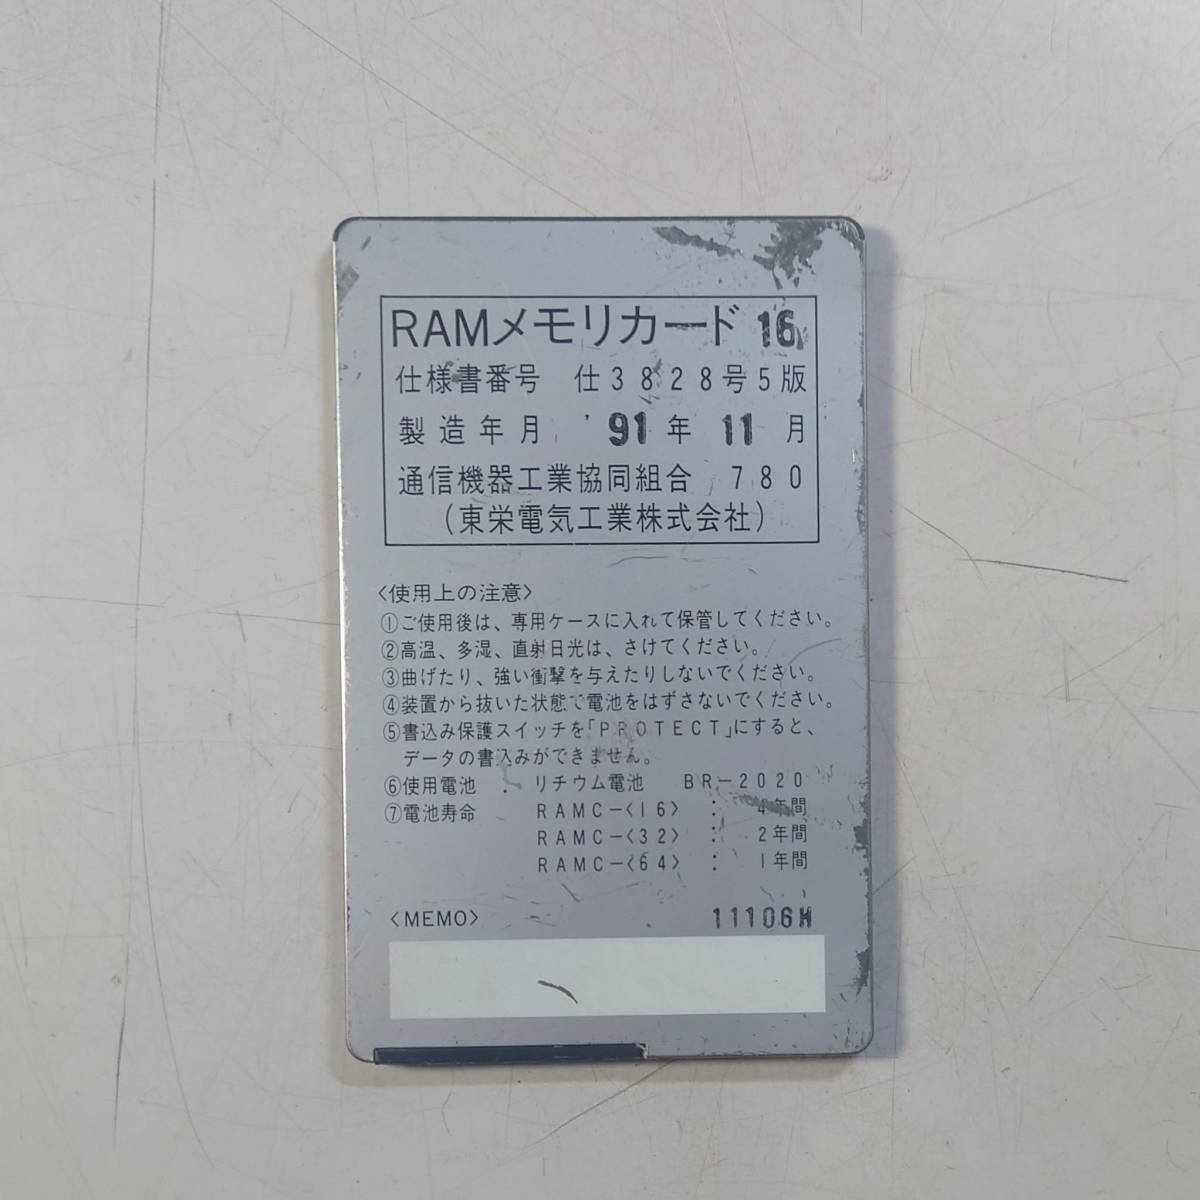 RAMメモリカード 16
仕様書番号 仕3828号5版
製造年月 '91年 11月
通信機器工業協同組合 780
(東栄電気工業株式会社)
〈使用上の注意〉
①ご使用後は、専用ケースに入れて保管してください。
②高温、多湿、直射日光は、さけてください。
③曲げたり、強い衝撃を与えたりしないでください。
④装置から抜いた状態で電池をはずさないでください。
⑤書込み保護スイッチを「PROTECT」にすると、
データの書込みができません。
⑥使用電池 : リチウム電池 BR-2020
⑦電池寿命 RAMC-〈16〉 : 4年間
RAMC-〈32〉 : 2年間
RAMC-〈64〉 : 1年間
〈MEMO〉 11106M